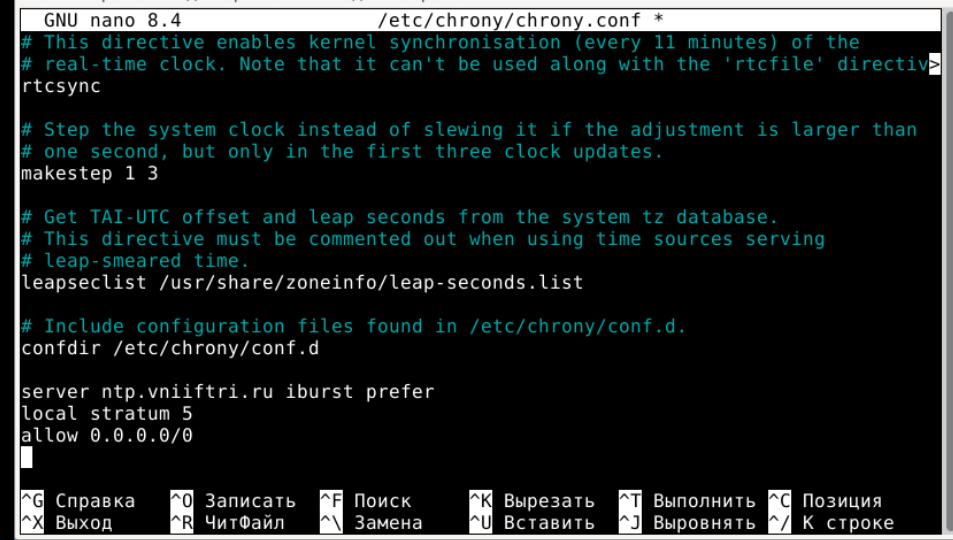 GNU nano 8.4 /etc/chrony/chrony.conf *
# This directive enables kernel synchronisation (every 11 minutes) of the
# real-time clock. Note that it can't be used along with the 'rtcfile' directiv>
rtcsync
# Step the system clock instead of slewing it if the adjustment is larger than
# one second, but only in the first three clock updates.
makestep 1 3
# Get TAI-UTC offset and leap seconds from the system tz database.
# This directive must be commented out when using time sources serving
# leap-smeared time.
leapseclist /usr/share/zoneinfo/leap-seconds.list
# Include configuration files found in /etc/chrony/conf.d.
confdir /etc/chrony/conf.d
server ntp.vniiftri.ru iburst prefer
local stratum 5
allow 0.0.0.0/0
^G Справка ^O Записать ^F Поиск ^K Вырезать ^T Выполнить ^C Позиция
^X Выход ^R ЧитФайл ^\ Замена ^U Вставить ^J Выровнять ^/ К строке